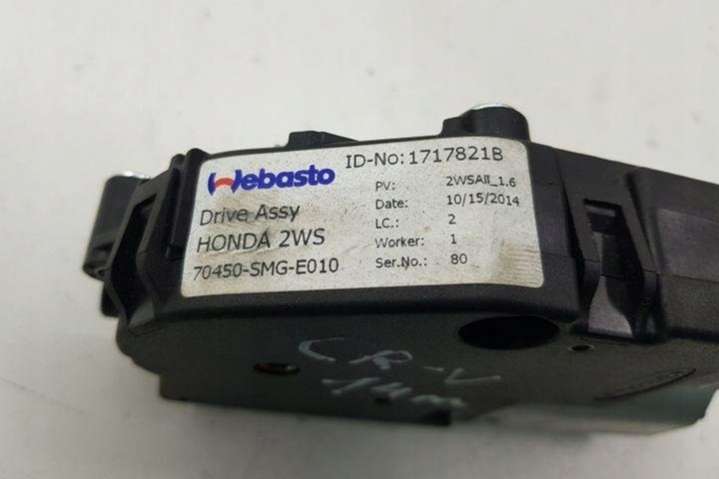 Webasto
Drive Assy
HONDA 2WS
70450-SMG-E010
ID-No:1717821B
PV: 2WSAll_1.6
Date: 10/15/2014
LC.: 2
Worker: 1
Ser.No.: 80
CR-V